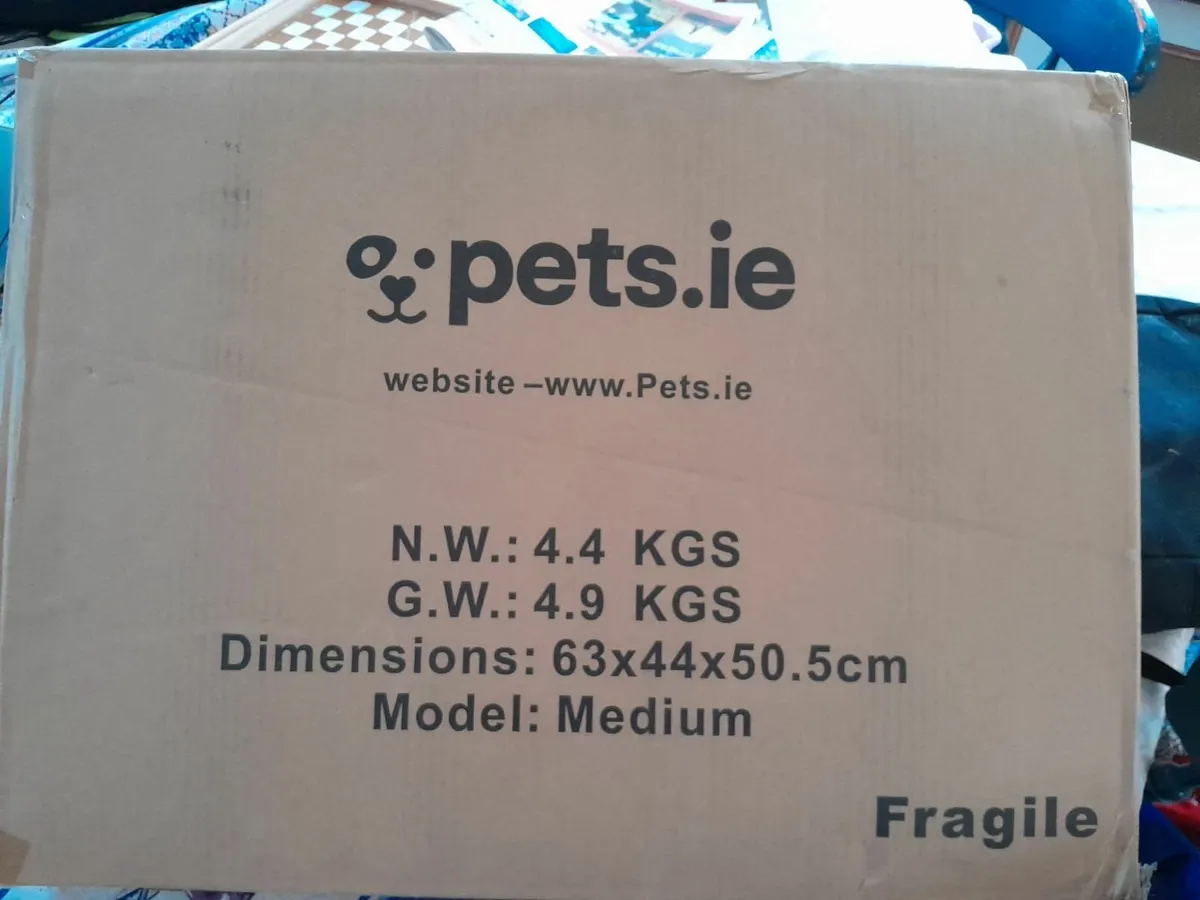 pets.ie
website –www.Pets.ie
N.W.: 4.4 KGS
G.W.: 4.9 KGS
Dimensions: 63x44x50.5cm
Model: Medium
Fragile